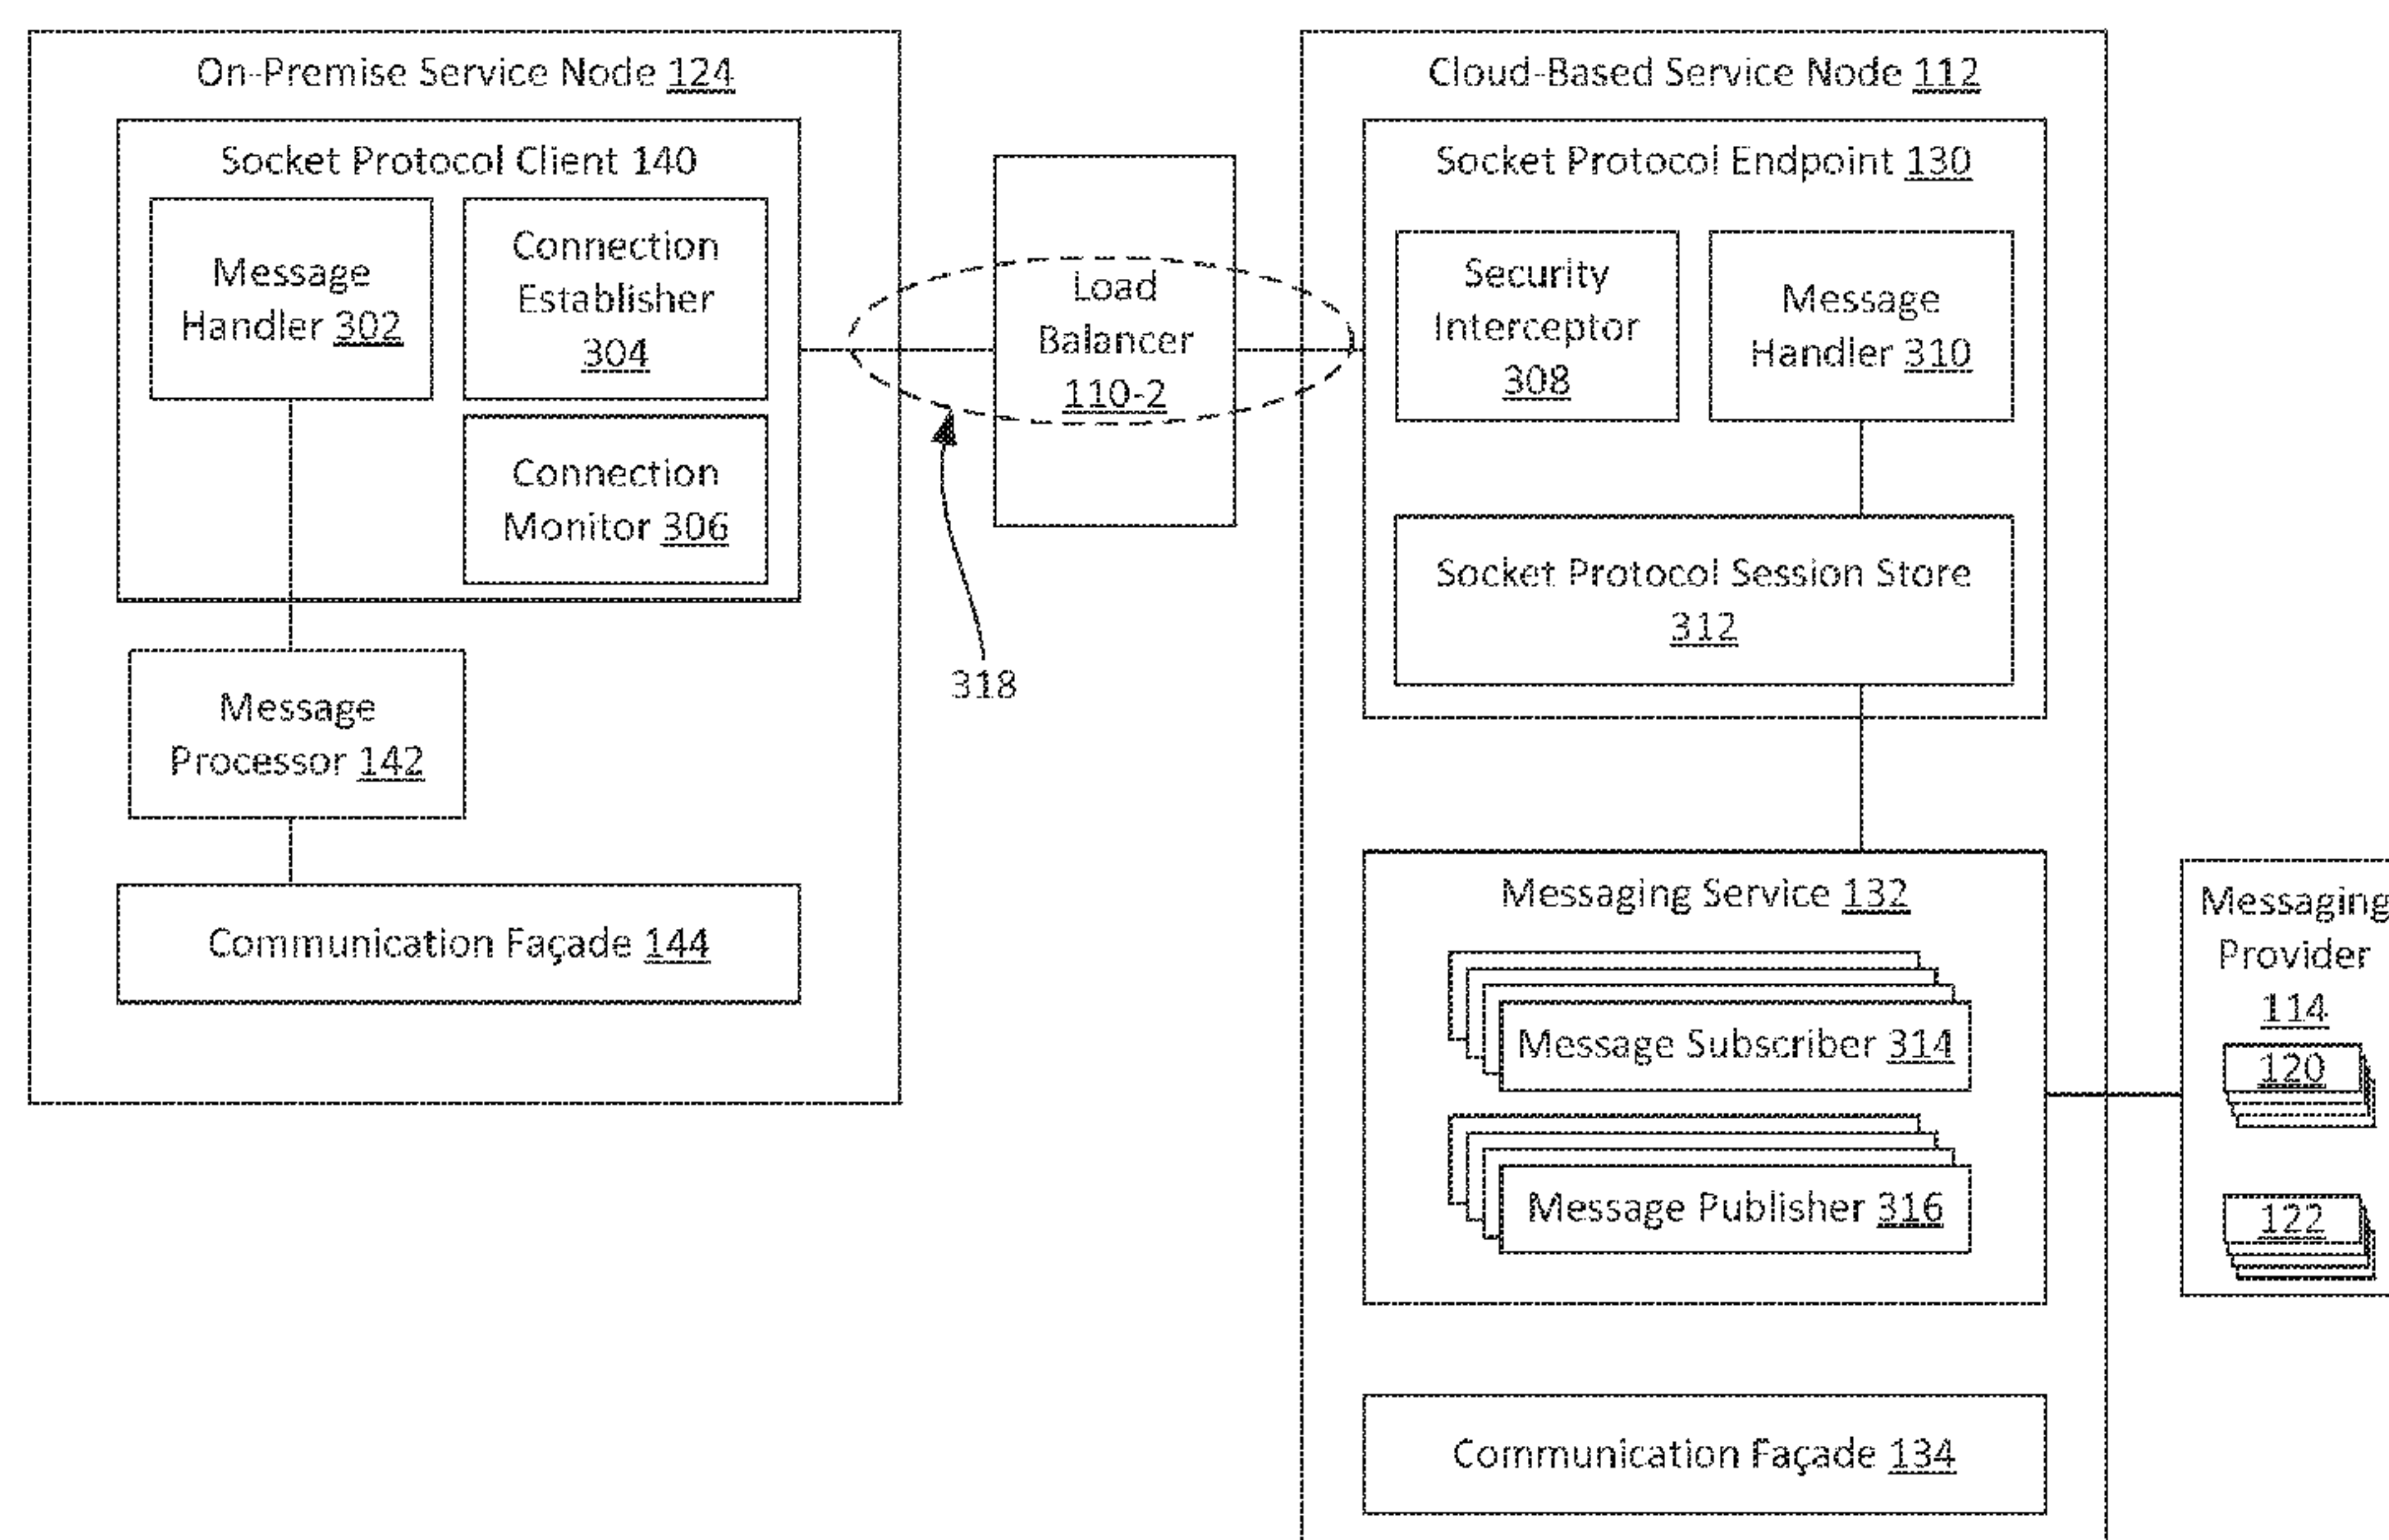 On-Premise Service Node 124
Socket Protocol Client 140
Message
Handler 302
Connection
Establisher
304
Connection
Monitor 306
Message
Processor 142
Communication Façade 144
Load
Balancer
110-2
318
Cloud-Based Service Node 112
Socket Protocol Endpoint 130
Security
Interceptor
308
Message
Handler 310
Socket Protocol Session Store
312
Messaging Service 132
Message Subscriber 314
Message Publisher 316
Communication Façade 134
Messaging
Provider
114
120
122